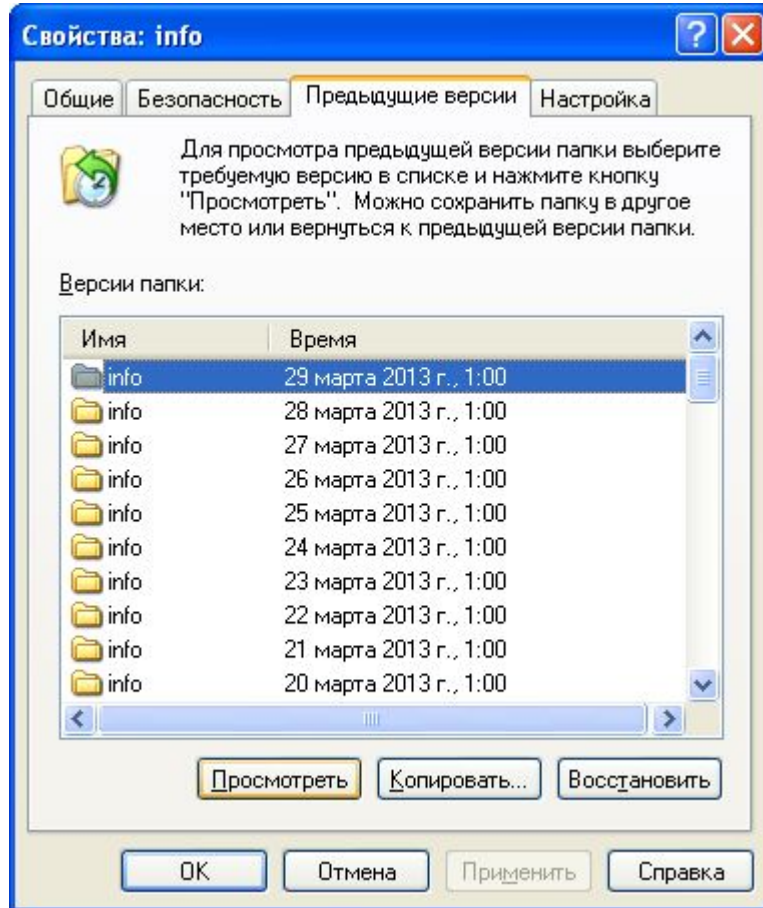 Свойства: info
Общие Безопасность Предыдущие версии Настройка
Для просмотра предыдущей версии папки выберите
требуемую версию в списке и нажмите кнопку
"Просмотреть". Можно сохранить папку в другое
место или вернуться к предыдущей версии папки.
Версии папки:
Имя Время
info 29 марта 2013 г., 1:00
info 28 марта 2013 г., 1:00
info 27 марта 2013 г., 1:00
info 26 марта 2013 г., 1:00
info 25 марта 2013 г., 1:00
info 24 марта 2013 г., 1:00
info 23 марта 2013 г., 1:00
info 22 марта 2013 г., 1:00
info 21 марта 2013 г., 1:00
info 20 марта 2013 г., 1:00
Просмотреть Копировать... Восстановить
ОК Отмена Применить Справка